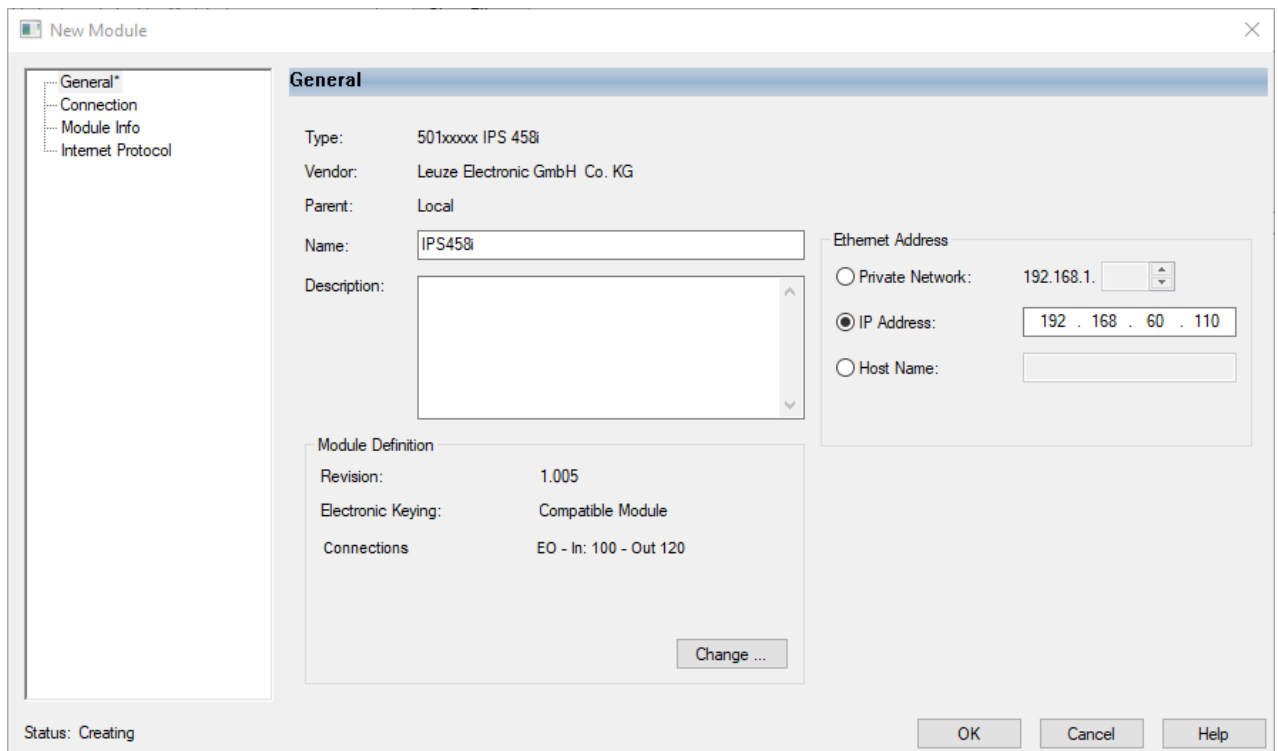 New Module
General*
Connection
Module Info
Internet Protocol
General
Type: 501xxxxx IPS 458i
Vendor: Leuze Electronic GmbH Co. KG
Parent: Local
Name: IPS458i
Description:
Ethernet Address
Private Network: 192.168.1.
IP Address: 192 . 168 . 60 . 110
Host Name:
Module Definition
Revision: 1.005
Electronic Keying: Compatible Module
Connections EO - In: 100 - Out 120
Change ...
Status: Creating
OK Cancel Help